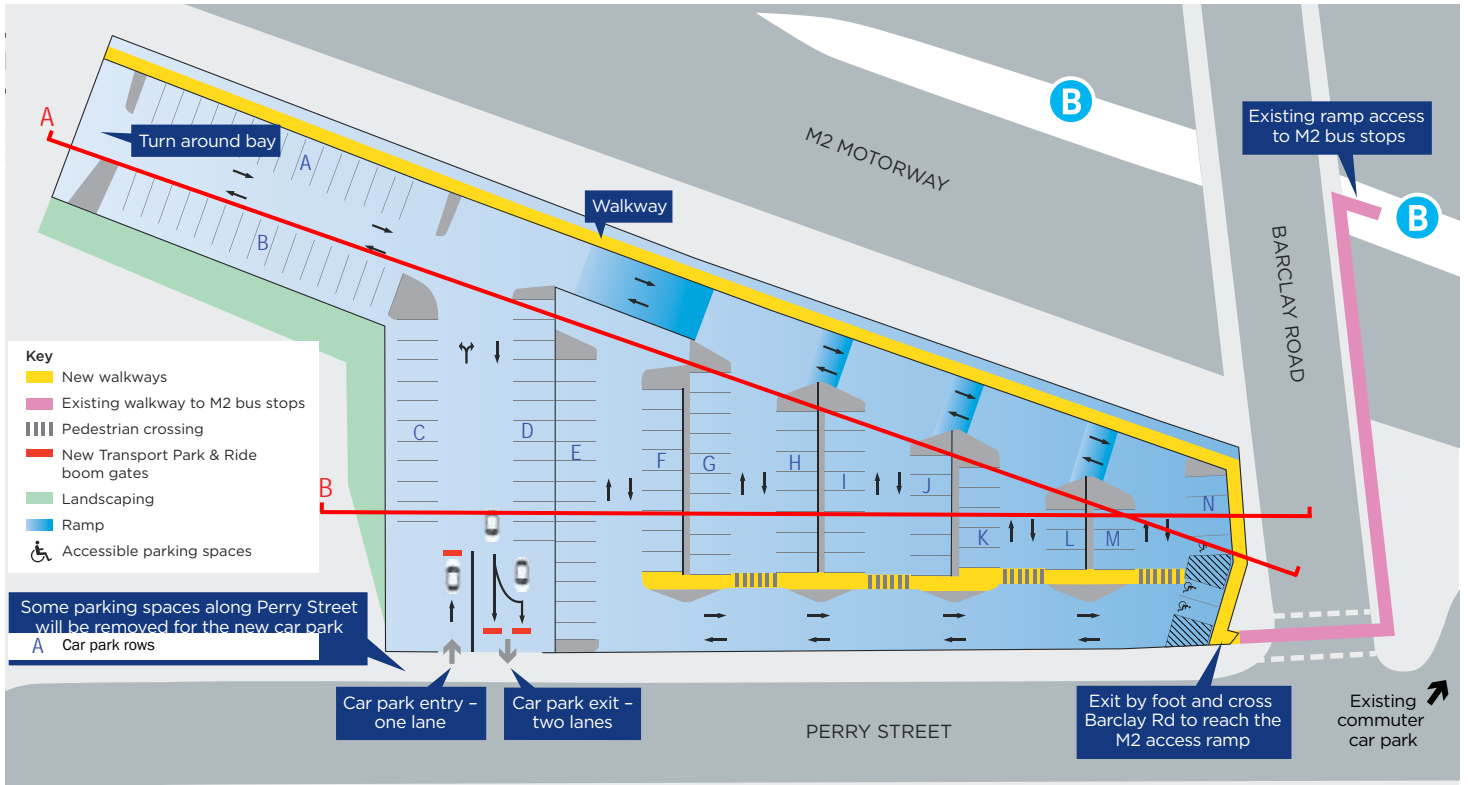 A
Turn around bay
A
B
Walkway
M2 MOTORWAY
B
Existing ramp access
to M2 bus stops
B
BARCLAY ROAD
Key
New walkways
Existing walkway to M2 bus stops
Pedestrian crossing
New Transport Park & Ride
boom gates
Landscaping
Ramp
Accessible parking spaces
B
C
D
E
F
G
H
I
J
K
L
M
N
Some parking spaces along Perry Street
will be removed for the new car park
A Car park rows
Car park entry –
one lane
Car park exit –
two lanes
PERRY STREET
Exit by foot and cross
Barclay Rd to reach the
M2 access ramp
Existing
commuter
car park